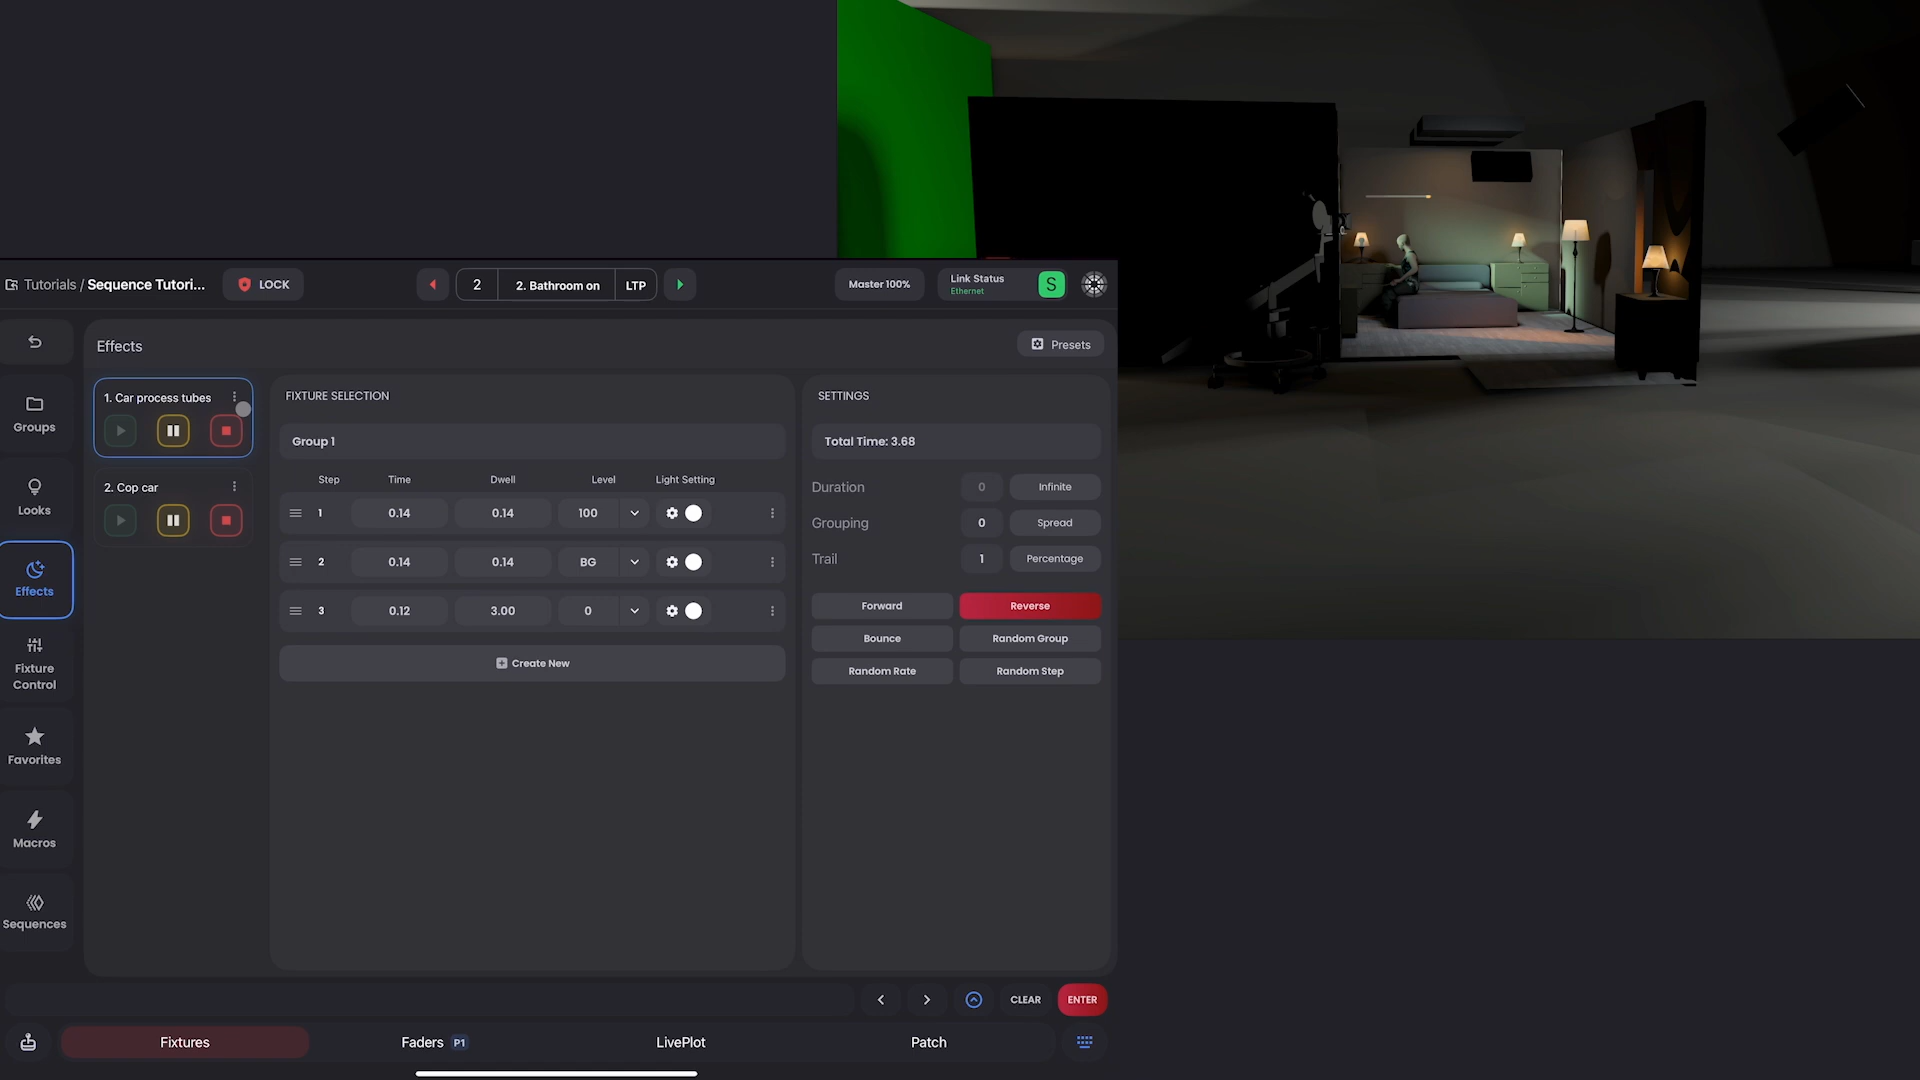 Tutorials / Sequence Tutori...
LOCK
2
2. Bathroom on
LTP
Master 100%
Link Status
Ethernet
S
Groups
Looks
Effects
Fixture
Control
Favorites
Macros
Sequences
Effects
Presets
1. Car process tubes
2. Cop car
FIXTURE SELECTION
Group 1
Step Time Dwell Level Light Setting
1 0.14 0.14 100
2 0.14 0.14 BG
3 0.12 3.00 0
Create New
SETTINGS
Total Time: 3.68
Duration 0 Infinite
Grouping 0 Spread
Trail 1 Percentage
Forward Reverse
Bounce Random Group
Random Rate Random Step
CLEAR
ENTER
Fixtures
Faders P1
LivePlot
Patch